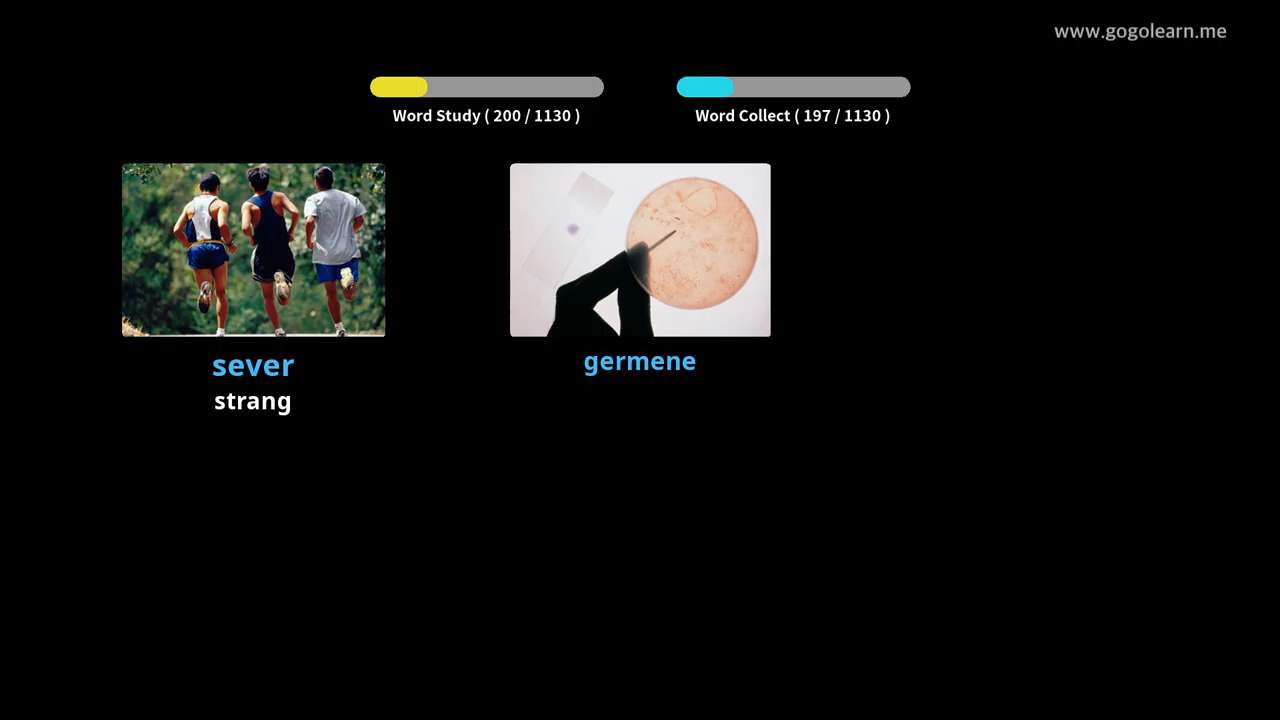 www.gogolearn.me
Word Study ( 200 / 1130 )
Word Collect ( 197 / 1130 )
sever
strang
germene